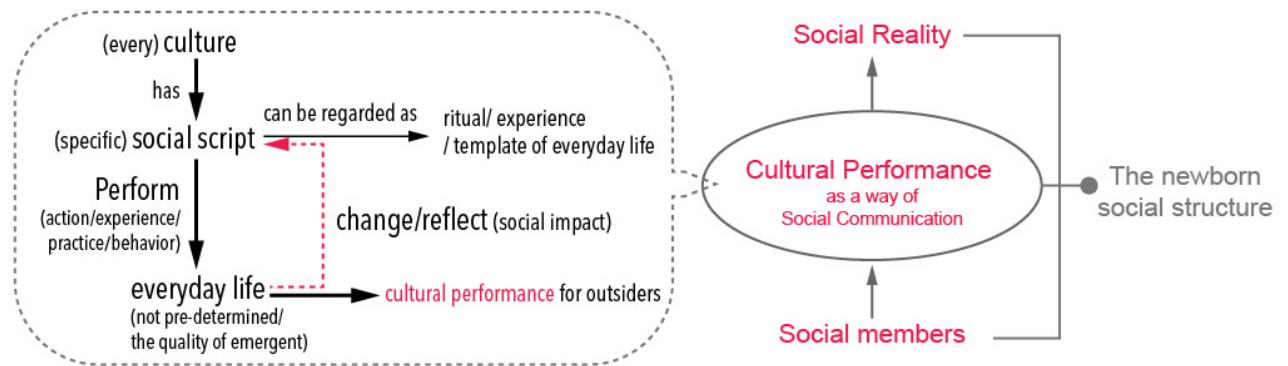 (every) culture
has
(specific) social script
can be regarded as
ritual/ experience
/ template of everyday life
Perform
(action/experience/
practice/behavior)
change/reflect (social impact)
everyday life
(not pre-determined/
the quality of emergent)
cultural performance for outsiders
Social Reality
Cultural Performance
as a way of
Social Communication
Social members
The newborn
social structure